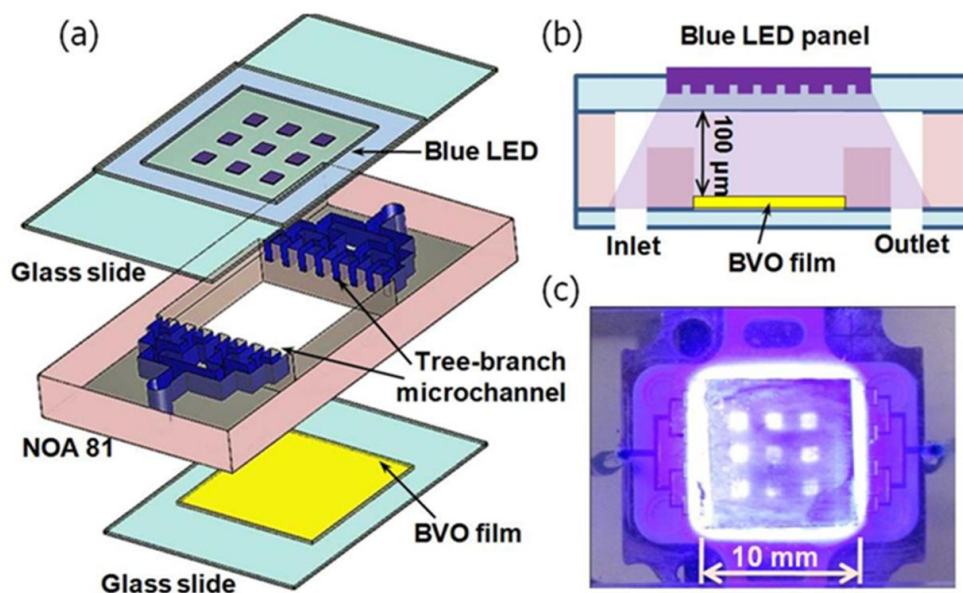 (a)
Blue LED
Glass slide
Tree-branch
microchannel
NOA 81
BVO film
Glass slide
(b)
Blue LED panel
100 µm
Inlet
Outlet
BVO film
(c)
10 mm